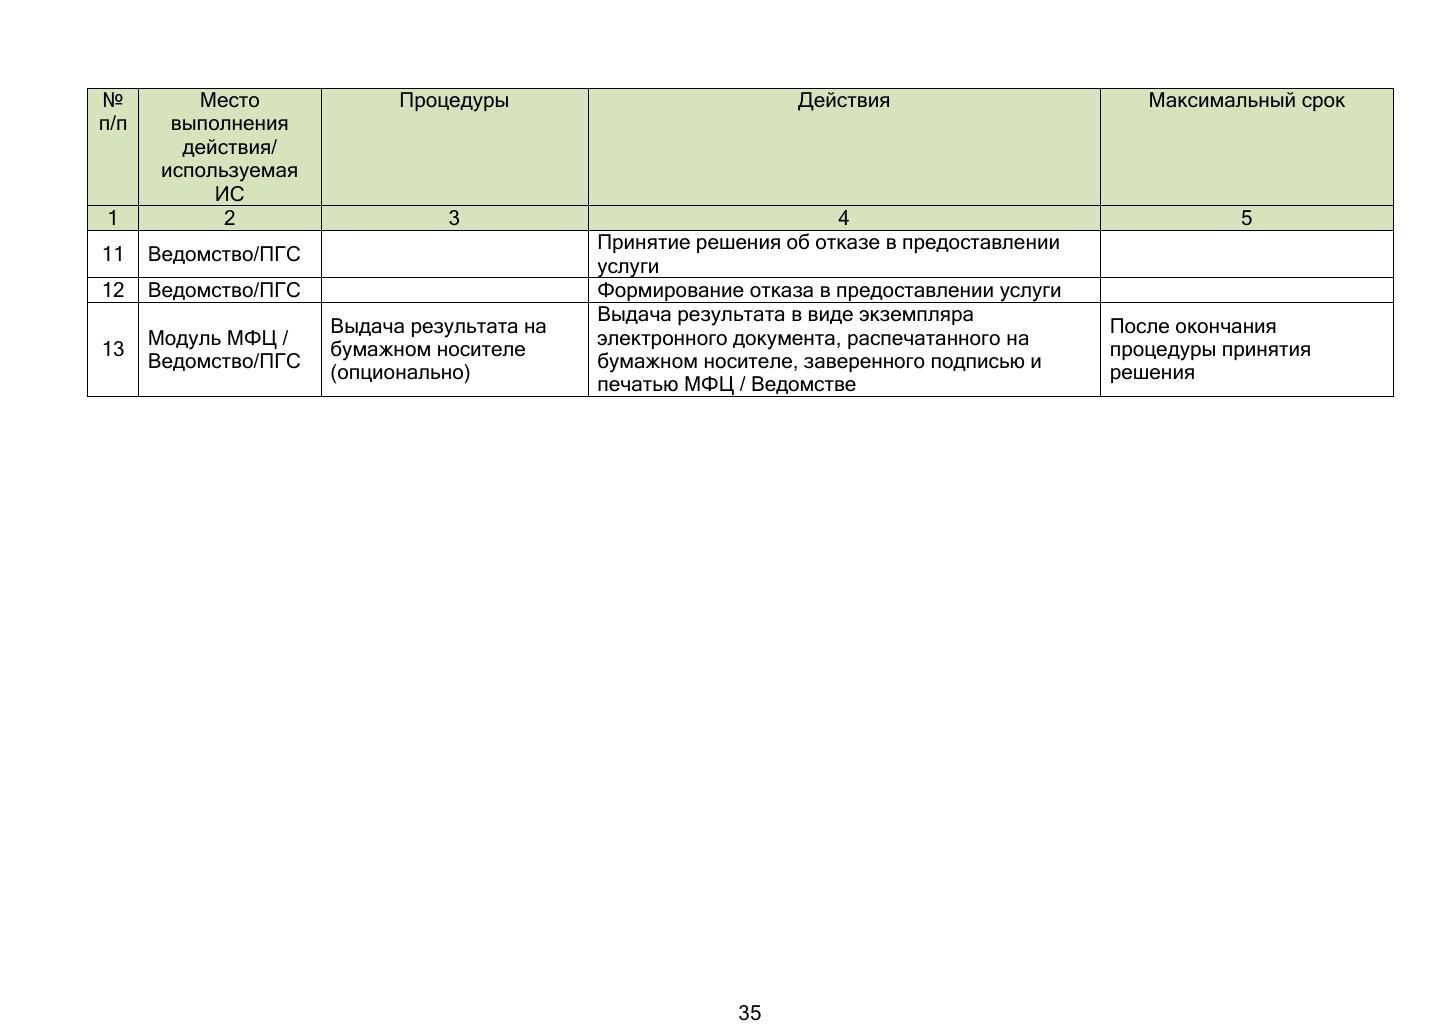 №
п/п
Место
выполнения
действия/
используемая
ИС
Процедуры
Действия
Максимальный срок
1
2
3
4
5
11
Ведомство/ПГС
Принятие решения об отказе в предоставлении
услуги
12
Ведомство/ПГС
Формирование отказа в предоставлении услуги
13
Модуль МФЦ /
Ведомство/ПГС
Выдача результата на
бумажном носителе
(опционально)
Выдача результата в виде экземпляра
электронного документа, распечатанного на
бумажном носителе, заверенного подписью и
печатью МФЦ / Ведомстве
После окончания
процедуры принятия
решения
35